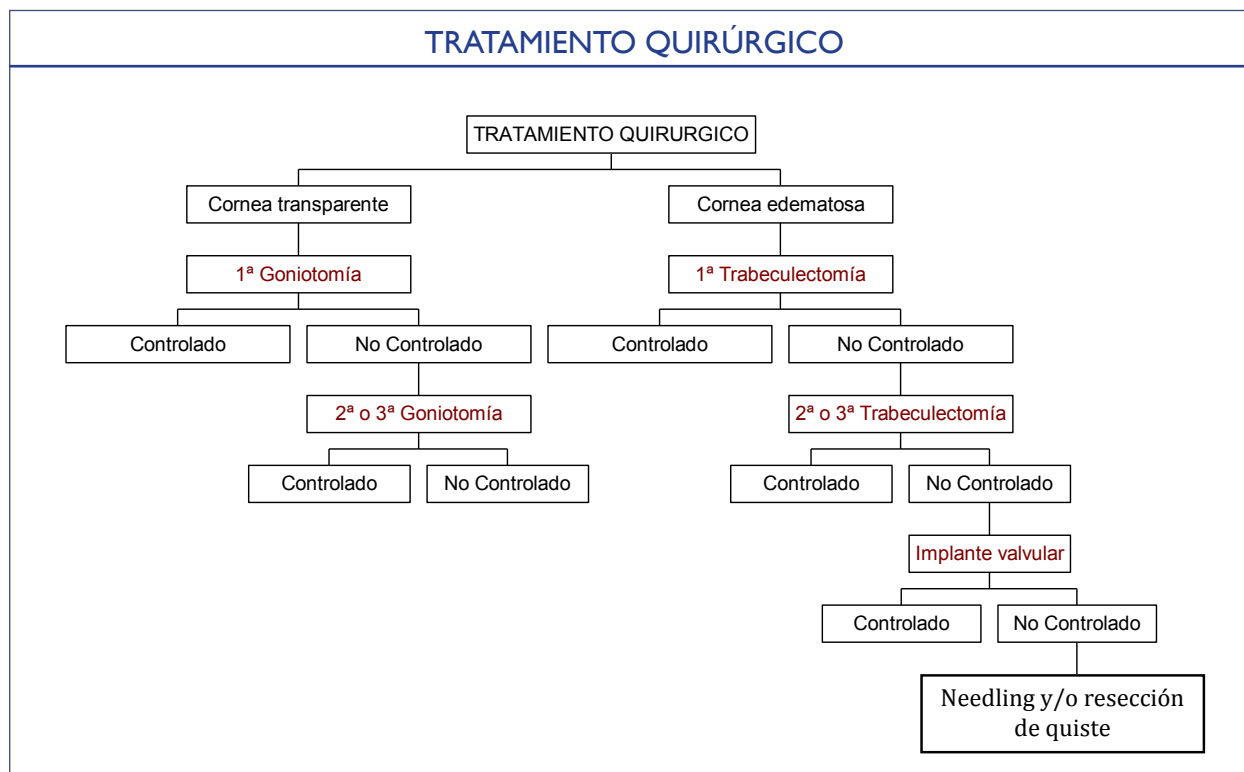 TRATAMIENTO QUIRÚRGICO
TRATAMIENTO QUIRURGICO
Cornea transparente
Cornea edematosa
1ª Goniotomía
1ª Trabeculectomía
Controlado
No Controlado
Controlado
No Controlado
2ª o 3ª Goniotomía
2ª o 3ª Trabeculectomía
Controlado
No Controlado
Controlado
No Controlado
Implante valvular
Controlado
No Controlado
Needling y/o resección
de quiste